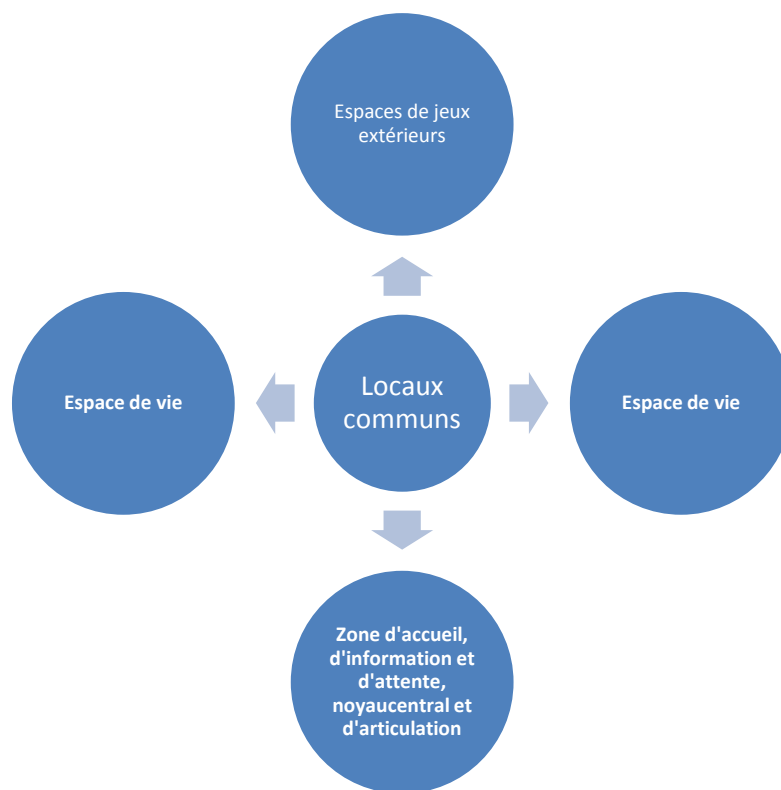 Espaces de jeux
extérieurs
Espace de vie
Locaux
communs
Espace de vie
Zone d'accueil,
d'information et
d'attente,
noyaucentral et
d'articulation